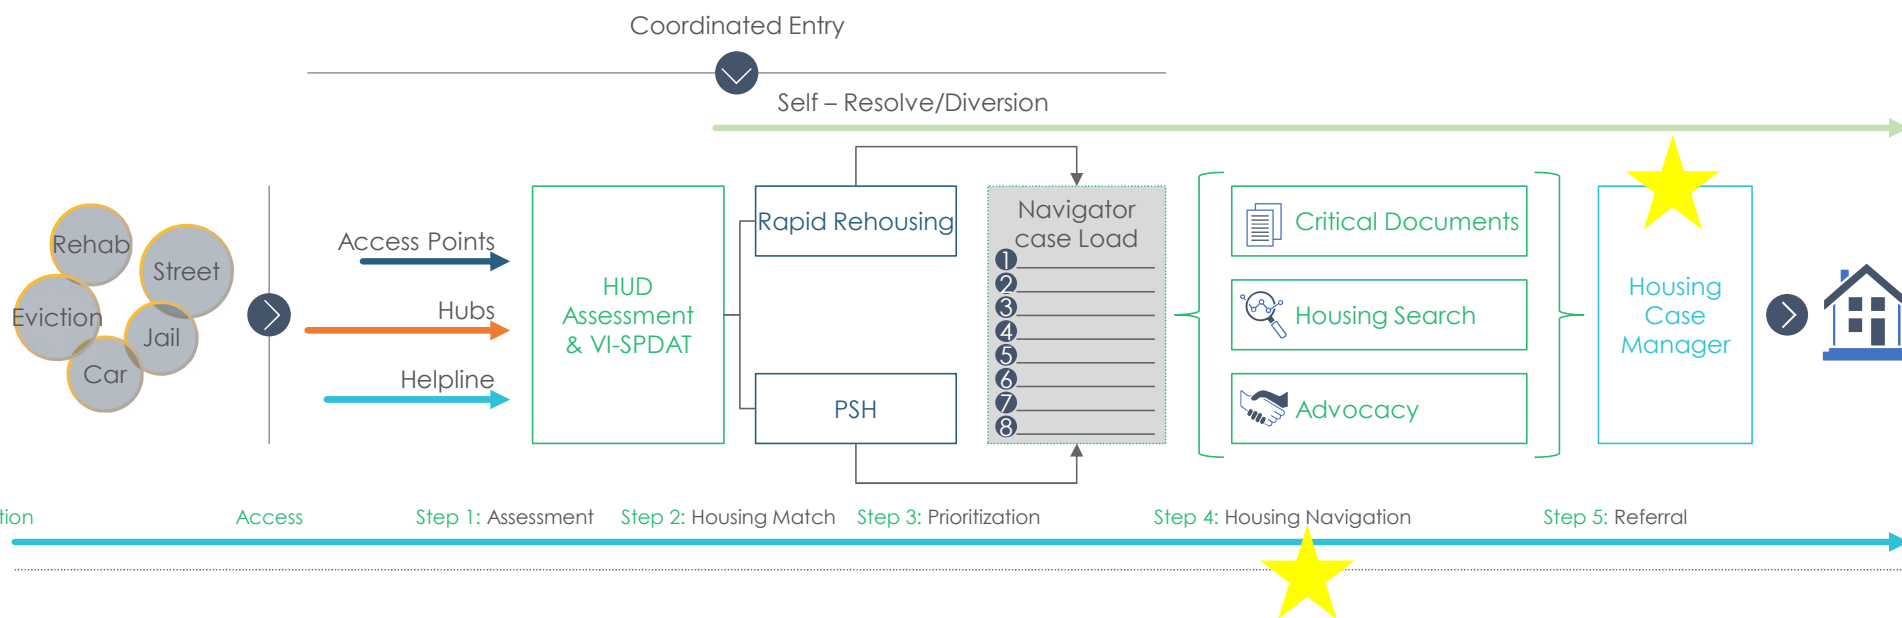 Coordinated Entry
Self – Resolve/Diversion
Rehab
Street
Eviction
Jail
Car
Access Points
Hubs
Helpline
HUD
Assessment
& VI-SPDAT
Rapid Rehousing
PSH
Navigator
case Load
1
2
3
4
5
6
7
8
Critical Documents
Housing Search
Advocacy
Housing
Case
Manager
tion
Access
Step 1: Assessment
Step 2: Housing Match
Step 3: Prioritization
Step 4: Housing Navigation
Step 5: Referral